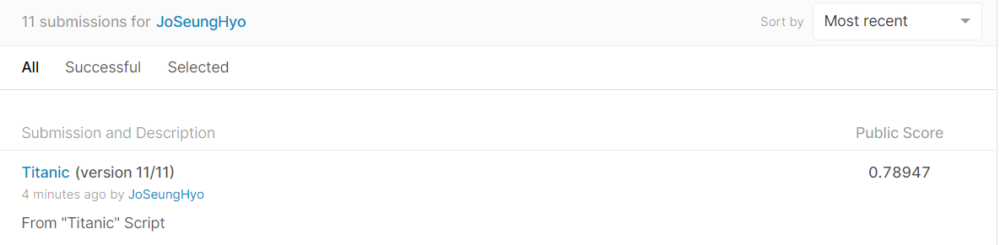 11 submissions for JoSeungHyo
Sort by Most recent
All Successful Selected
Submission and Description Public Score
Titanic (version 11/11) 0.78947
4 minutes ago by JoSeungHyo
From "Titanic" Script